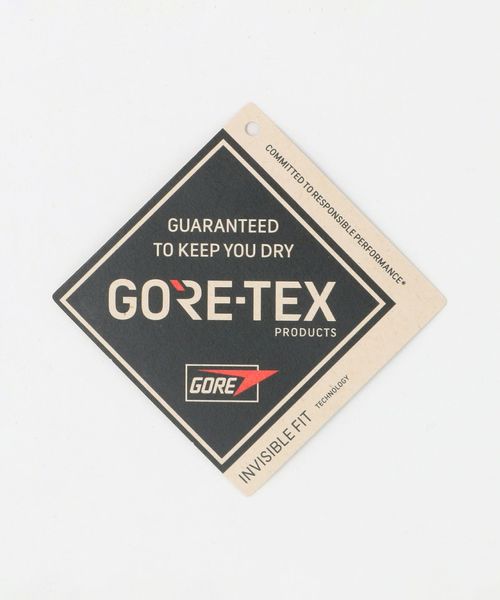 COMMITTED TO RESPONSIBLE PERFORMANCE®
GUARANTEED
TO KEEP YOU DRY
GORE-TEX
PRODUCTS
GORE
INVISIBLE FIT TECHNOLOGY